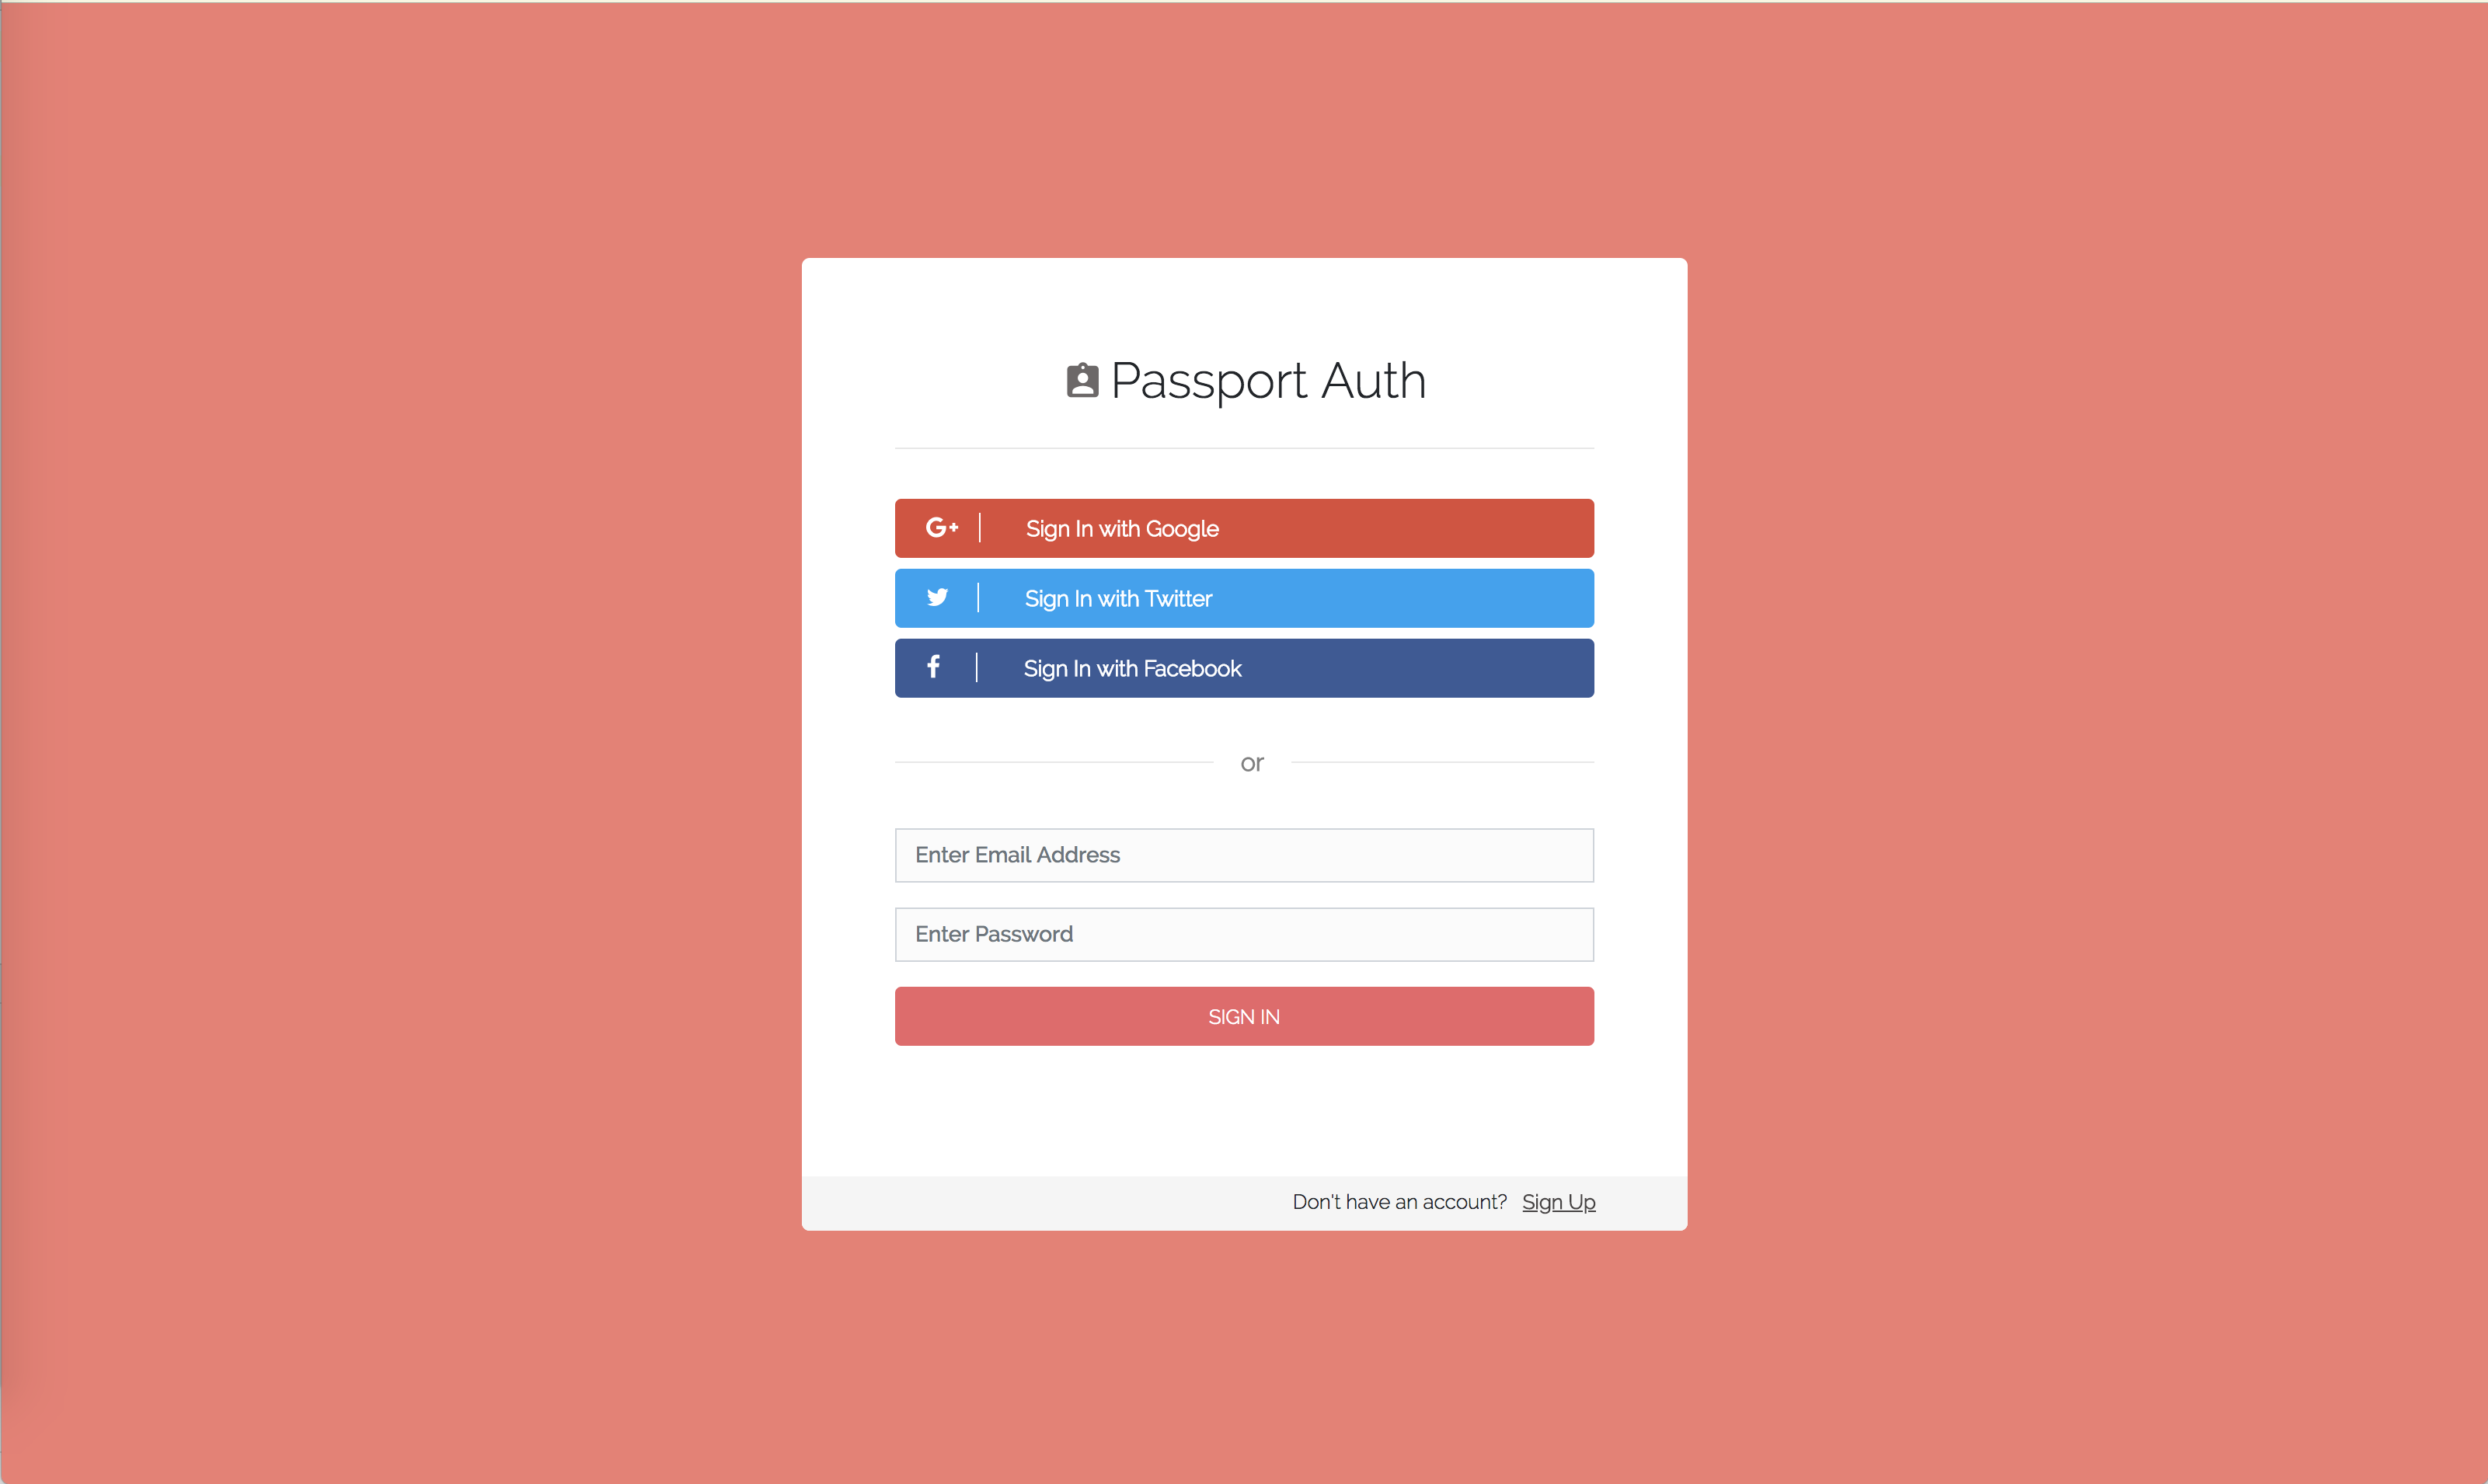 Passport Auth
G+ Sign In with Google
Sign In with Twitter
f Sign In with Facebook
or
Enter Email Address
Enter Password
SIGN IN
Don't have an account? Sign Up